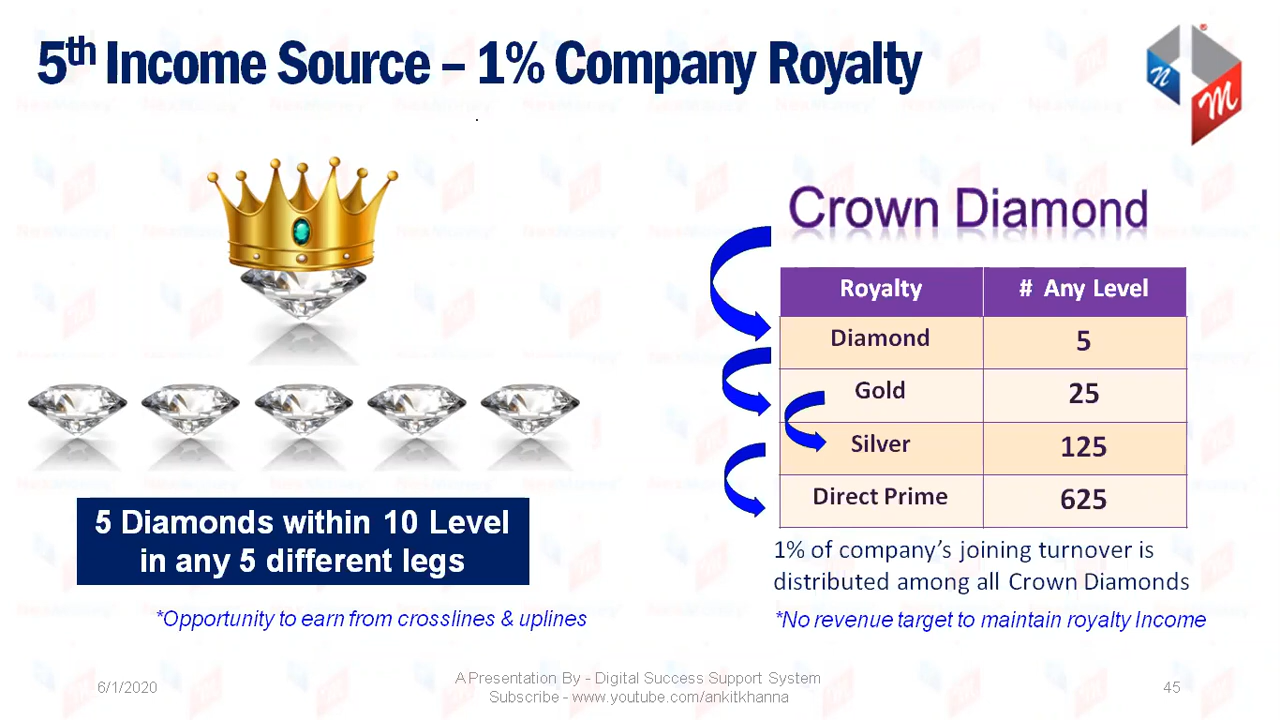 5th Income Source – 1% Company Royalty
n
M
Crown Diamond
Royalty # Any Level
Diamond 5
Gold 25
Silver 125
Direct Prime 625
5 Diamonds within 10 Level
in any 5 different legs
*Opportunity to earn from crosslines & uplines
1% of company's joining turnover is
distributed among all Crown Diamonds
*No revenue target to maintain royalty Income
6/1/2020
A Presentation By - Digital Success Support System
Subscribe - www.youtube.com/ankitkhanna
45